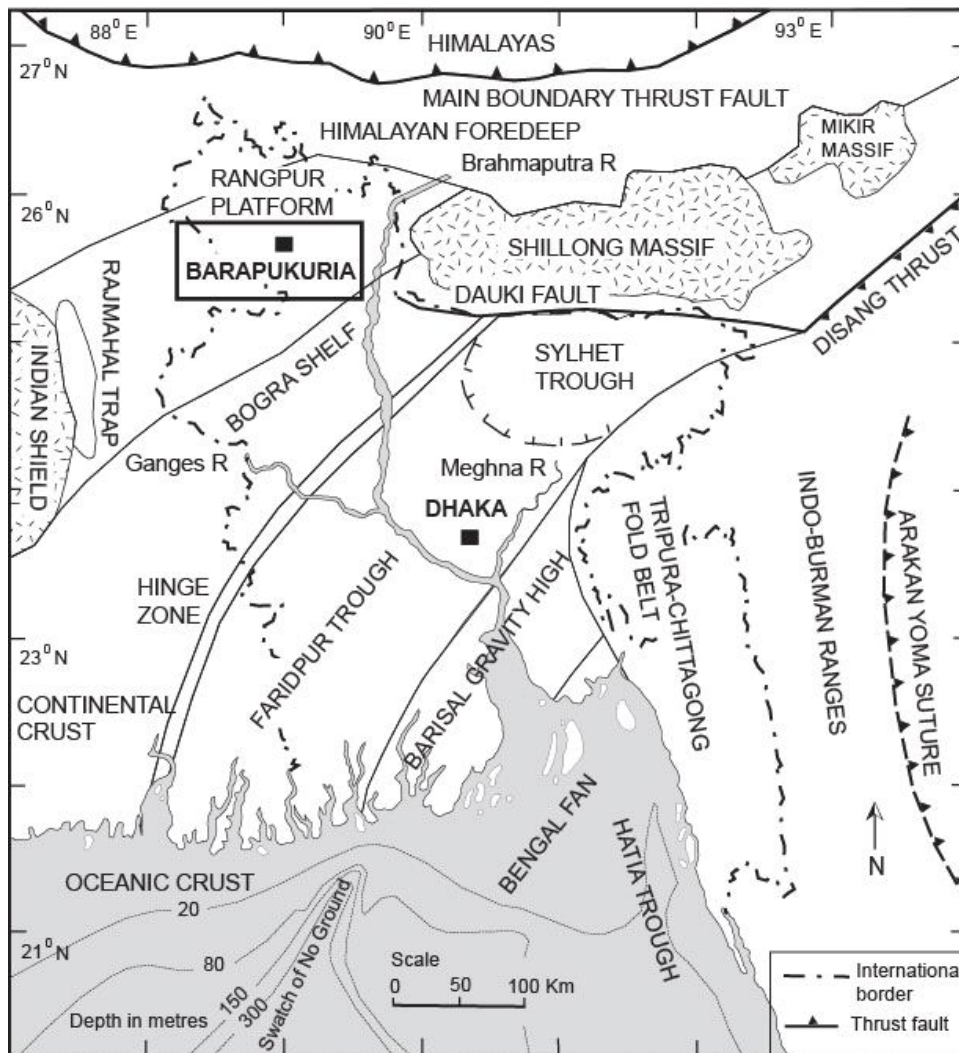 88°E
90°E
93°E
HIMALAYAS
27°N
MAIN BOUNDARY THRUST FAULT
MIKIR
MASSIF
HIMALAYAN FOREDEEP
Brahmaputra R
RANGPUR
PLATFORM
26°N
SHILLONG MASSIF
BARAPUKURIA
DAUKI FAULT
DISANG THRUST
RAJMAHAL TRAP
INDIAN SHIELD
SYLHET
TROUGH
BOGRA SHELF
Ganges R
Meghna R
DHAKA
TRIPURA-CHITTAGONG
FOLD BELT
INDO-BURMAN RANGES
ARAKAN YOMA SUTURE
HINGE
ZONE
FARIDPUR TROUGH
BARISAL GRAVITY HIGH
23°N
CONTINENTAL
CRUST
BENGAL FAN
HATIA TROUGH
N
OCEANIC CRUST
20
21°N
80
150
300
Swatch of No Ground
Depth in metres
Scale
0 50 100 Km
International
border
Thrust fault